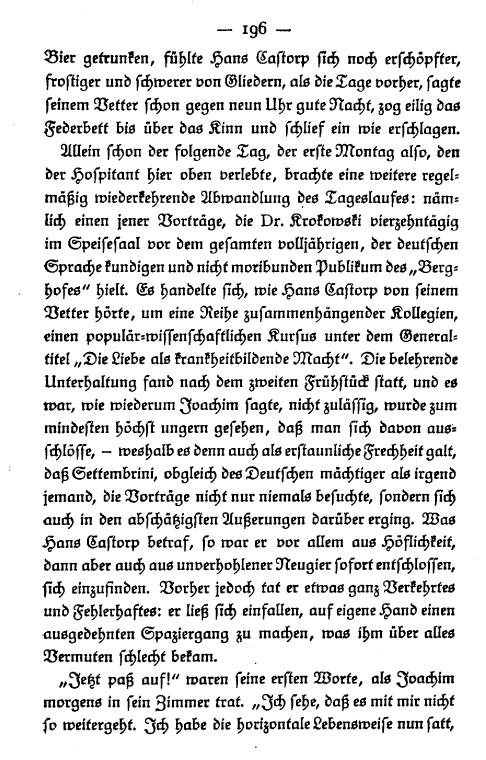 — 196 —
Bier getrunken, fühlte Hans Castorp sich noch erschöpfter,
frostiger und schwerer von Gliedern, als die Tage vorher, sagte
seinem Vetter schon gegen neun Uhr gute Nacht, zog eilig das
Federbett bis über das Kinn und schlief ein wie erschlagen.
Allein schon der folgende Tag, der erste Montag also, den
der Hospitant hier oben verlebte, brachte eine weitere regel=
mäßig wiederkehrende Abwandlung des Tageslaufes: näm=
lich einen jener Vorträge, die Dr. Krokowski vierzehntägig
im Speisesaal vor dem gesamten volljährigen, der deutschen
Sprache kundigen und nicht moribunden Publikum des „Berg=
hofes“ hielt. Es handelte sich, wie Hans Castorp von seinem
Vetter hörte, um eine Reihe zusammenhängender Kollegien,
einen populär=wissenschaftlichen Kursus unter dem General=
titel „Die Liebe als krankheitbildende Macht“. Die belehrende
Unterhaltung fand nach dem zweiten Frühstück statt, und es
war, wie wiederum Joachim sagte, nicht zulässig, wurde zum
mindesten höchst ungern gesehen, daß man sich davon aus=
schlösse, — weshalb es denn auch als erstaunliche Frechheit galt,
daß Settembrini, obgleich des Deutschen mächtiger als irgend
jemand, die Vorträge nicht nur niemals besuchte, sondern sich
auch in den abschätzigsten Äußerungen darüber erging. Was
Hans Castorp betraf, so war er vor allem aus Höflichkeit,
dann aber auch aus unverhohlener Neugier sofort entschlossen,
sich einzufinden. Vorher jedoch tat er etwas ganz Verkehrtes
und Fehlerhaftes: er ließ sich einfallen, auf eigene Hand einen
ausgedehnten Spaziergang zu machen, was ihm über alles
Vermuten schlecht bekam.
„Jetzt paß auf!“ waren seine ersten Worte, als Joachim
morgens in sein Zimmer trat. „Ich sehe, daß es mit mir nicht
so weitergeht. Ich habe die horizontale Lebensweise nun satt,